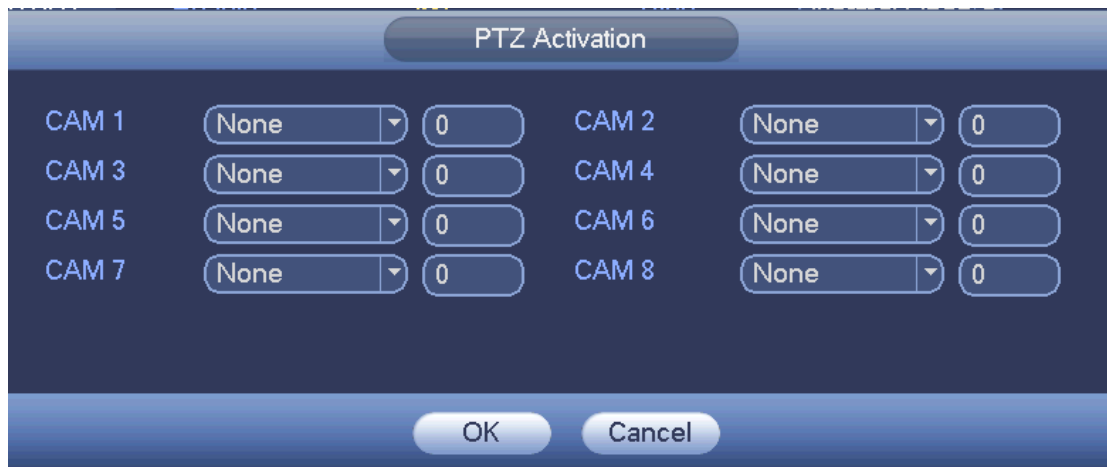 PTZ Activation
CAM 1 None 0 CAM 2 None 0
CAM 3 None 0 CAM 4 None 0
CAM 5 None 0 CAM 6 None 0
CAM 7 None 0 CAM 8 None 0
OK Cancel